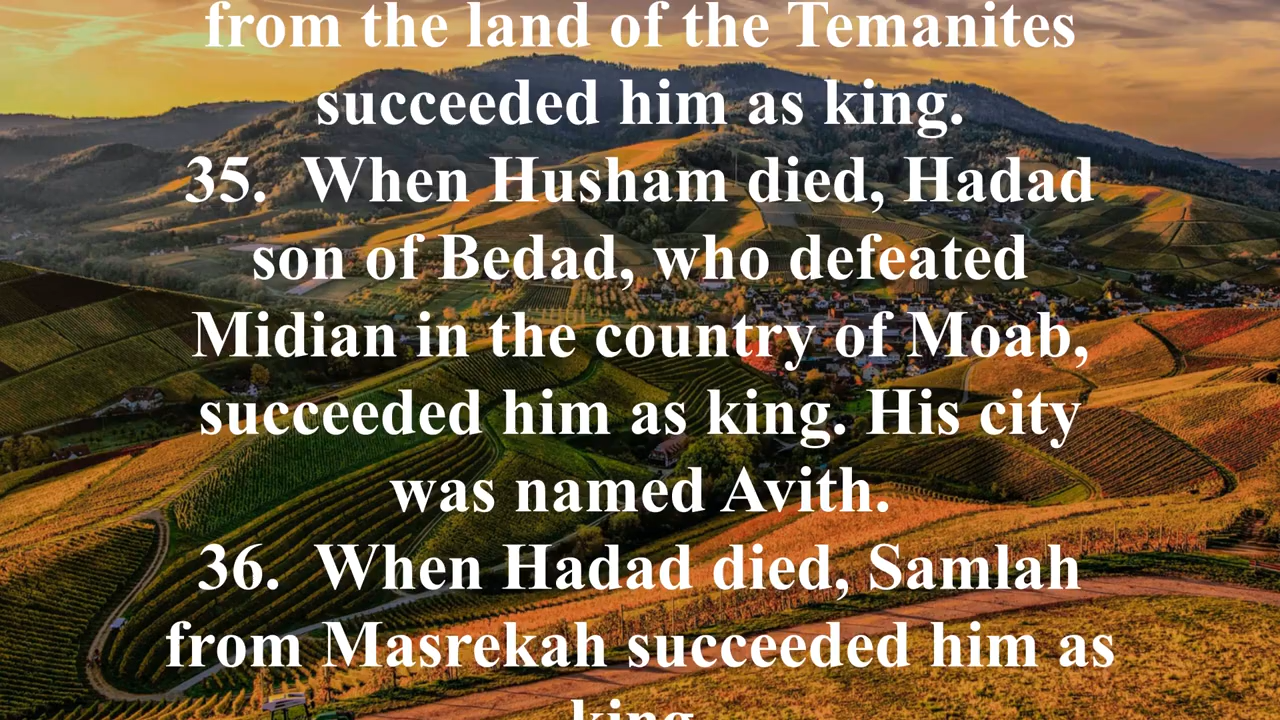 from the land of the Temanites
succeeded him as king.
35. When Husham died, Hadad
son of Bedad, who defeated
Midian in the country of Moab,
succeeded him as king. His city
was named Avith.
36. When Hadad died, Samlah
from Masrekah succeeded him as
king.